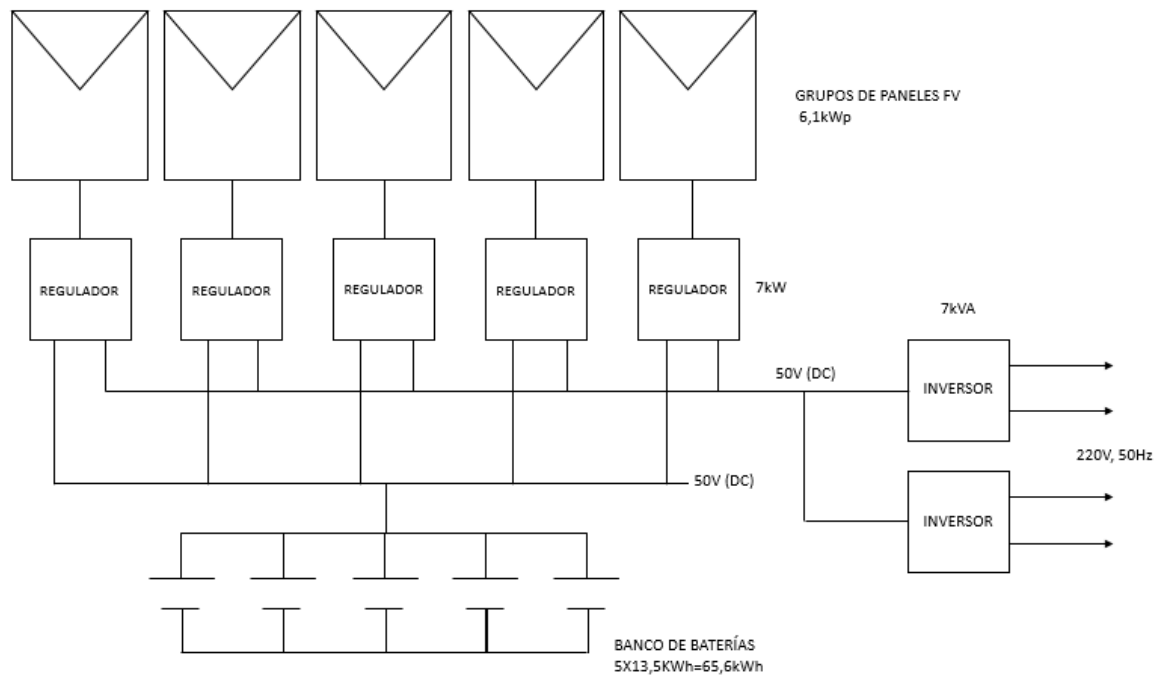 GRUPOS DE PANELES FV
6,1kWp
REGULADOR
REGULADOR
REGULADOR
REGULADOR
REGULADOR
7kW
7kVA
50V (DC)
INVERSOR
220V, 50Hz
50V (DC)
INVERSOR
BANCO DE BATERÍAS
5X13,5KWh=65,6kWh